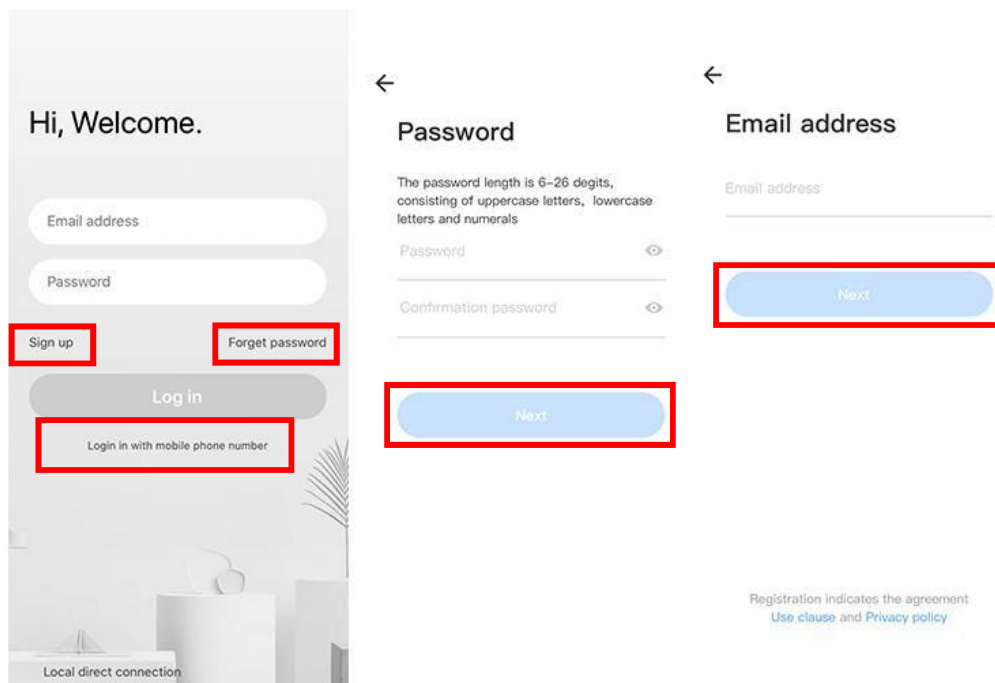 Hi, Welcome.
Email address
Password
Sign up
Forget password
Log in
Login in with mobile phone number
Local direct connection
Password
The password length is 6-26 degits,
consisting of uppercase letters, lowercase
letters and numerals
Password
Confirmation password
Next
Email address
Email address
Next
Registration indicates the agreement
Use clause and Privacy policy